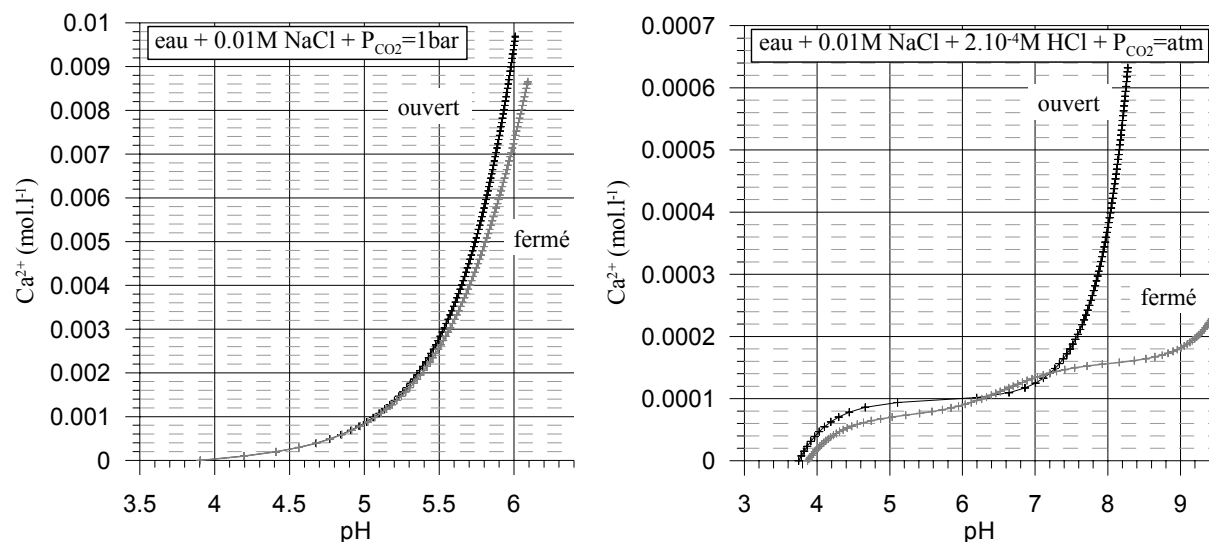 eau + 0.01M NaCl + P_CO2=1bar
ouvert
fermé
Ca²⁺ (mol.l⁻¹)
0.01
0.009
0.008
0.007
0.006
0.005
0.004
0.003
0.002
0.001
0
3.5 4 4.5 5 5.5 6
pH
eau + 0.01M NaCl + 2.10⁻⁴M HCl + P_CO2=atm
ouvert
fermé
Ca²⁺ (mol.l⁻¹)
0.0007
0.0006
0.0005
0.0004
0.0003
0.0002
0.0001
0
3 4 5 6 7 8 9
pH